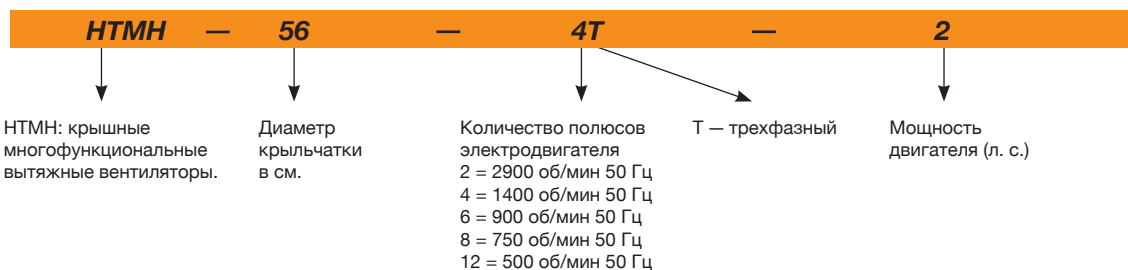 HTMH — 56 — 4T — 2
HTMH: крышные
многофункциональные
вытяжные вентиляторы.
Диаметр
крыльчатки
в см.
Количество полюсов
электродвигателя
2 = 2900 об/мин 50 Гц
4 = 1400 об/мин 50 Гц
6 = 900 об/мин 50 Гц
8 = 750 об/мин 50 Гц
12 = 500 об/мин 50 Гц
Т — трехфазный
Мощность
двигателя (л. с.)